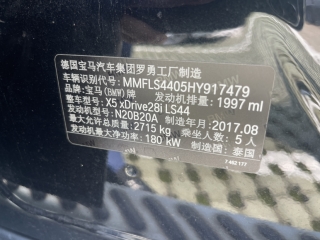 德国宝马汽车集团罗勇工厂制造
车辆识别代号: MMFLS4405HY917479
品牌: 宝马(BMW)牌 发动机排量: 1997 ml
整车型号: X5 xDrive28i LS44
发动机型号: N20B20A 制造年月: 2017.08
最大允许总质量: 2715 kg 乘坐人数: 5 人
发动机最大净功率: 180 kW 制造国: 泰国
7 462 177